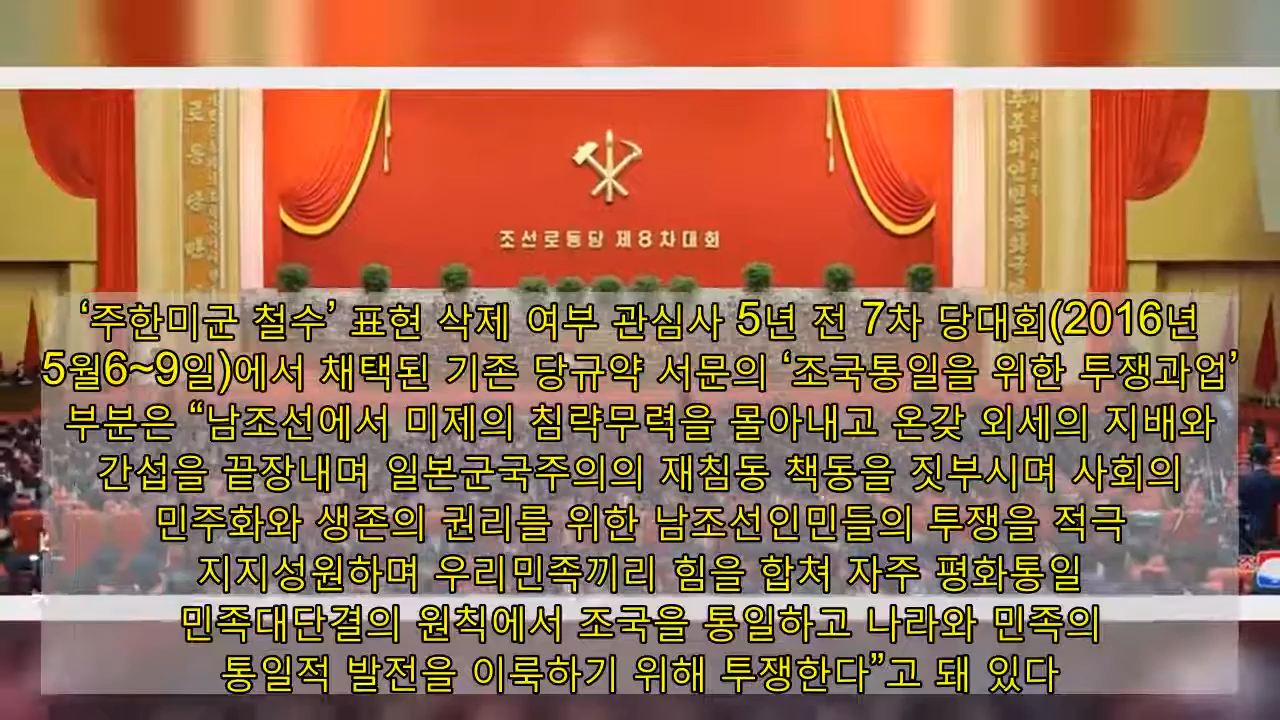 조선로동당 제8차대회
‘주한미군 철수’ 표현 삭제 여부 관심사 5년 전 7차 당대회(2016년
5월6~9일)에서 채택된 기존 당규약 서문의 ‘조국통일을 위한 투쟁과업’
부분은 “남조선에서 미제의 침략무력을 몰아내고 온갖 외세의 지배와
간섭을 끝장내며 일본군국주의의 재침동 책동을 짓부시며 사회의
민주화와 생존의 권리를 위한 남조선인민들의 투쟁을 적극
지지성원하며 우리민족끼리 힘을 합쳐 자주 평화통일
민족대단결의 원칙에서 조국을 통일하고 나라와 민족의
통일적 발전을 이룩하기 위해 투쟁한다”고 돼 있다